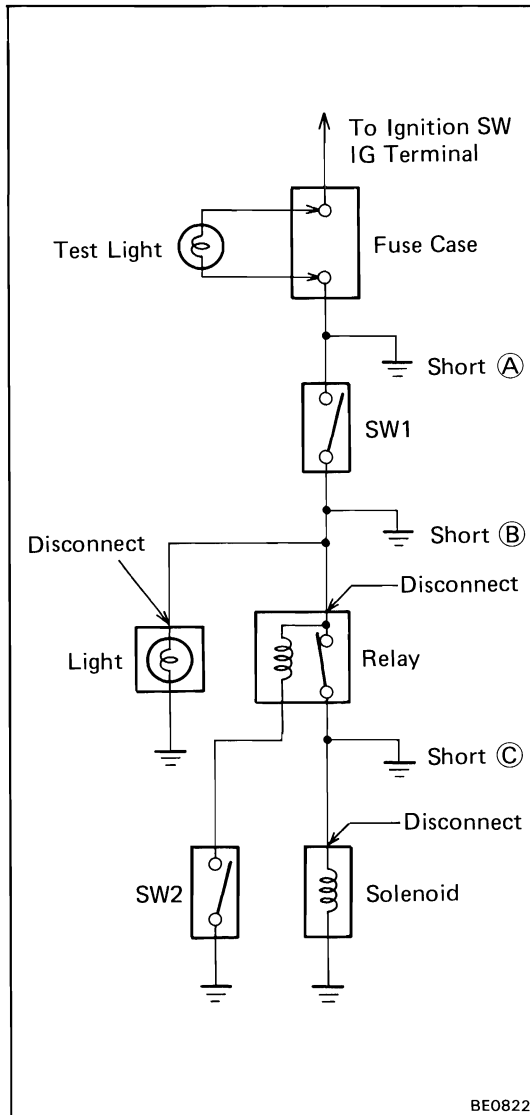 To Ignition SW
IG Terminal
Test Light
Fuse Case
Short Ⓐ
SW1
Short Ⓑ
Disconnect
Disconnect
Light
Relay
Short Ⓒ
Disconnect
SW2
Solenoid
BE0822